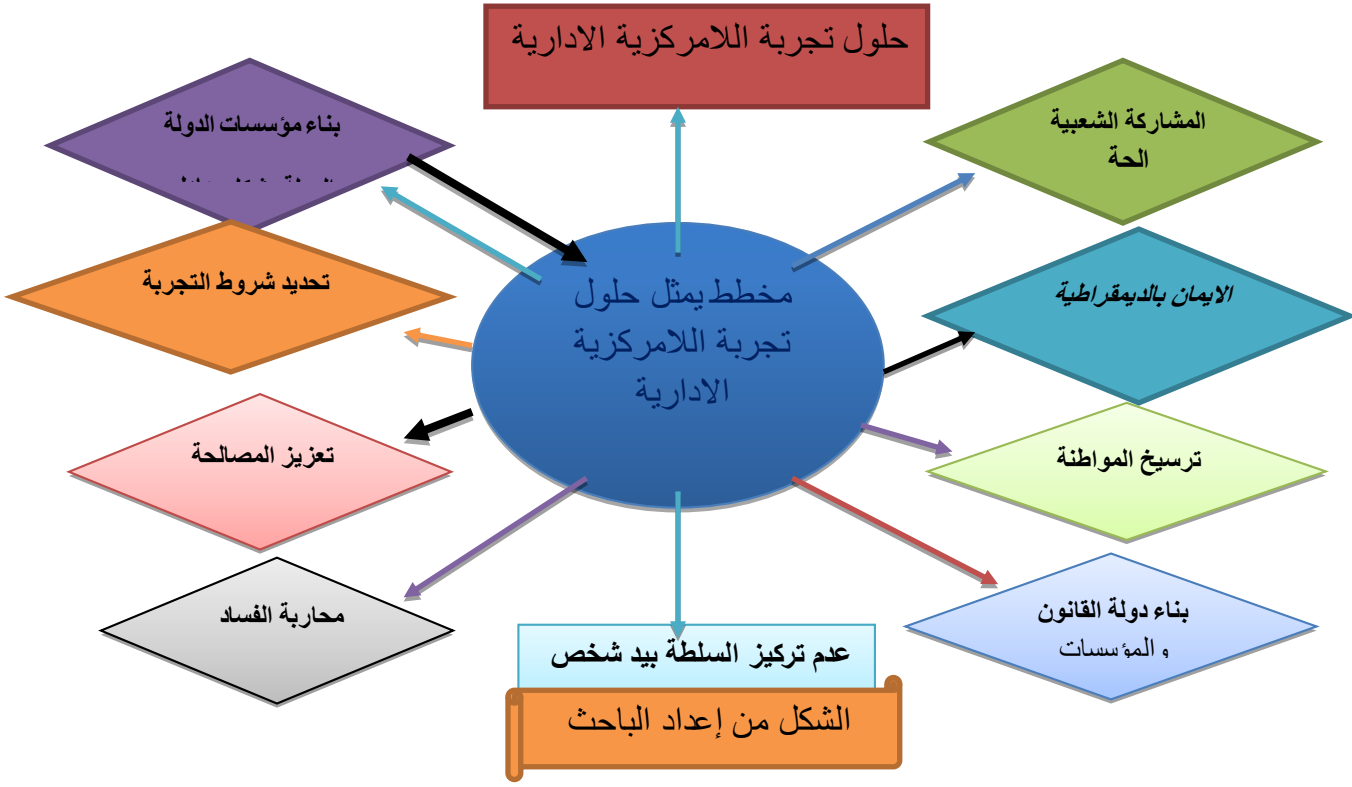 حلول تجربة اللامركزية الادارية
المشاركة الشعبية
الحة
بناء مؤسسات الدولة
مخطط يمثل حلول
تجربة اللامركزية
الادارية
الايمان بالديمقراطية
تحديد شروط التجربة
ترسيخ المواطنة
تعزيز المصالحة
بناء دولة القانون
و المؤسسات
محاربة الفساد
عدم تركيز السلطة بيد شخص
الشكل من إعداد الباحث